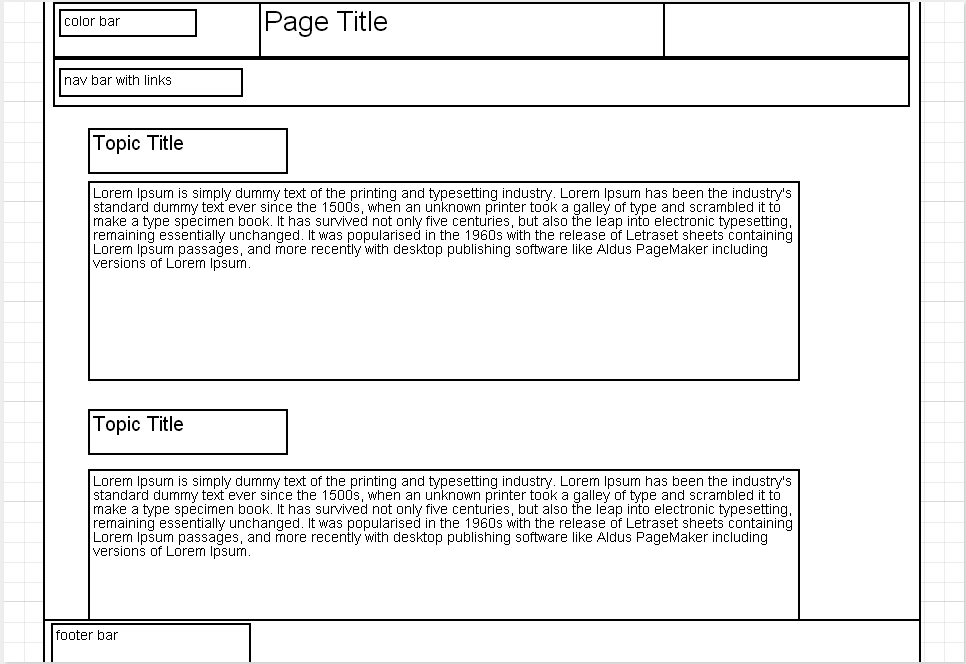 color bar
Page Title
nav bar with links
Topic Title
Lorem Ipsum is simply dummy text of the printing and typesetting industry. Lorem Ipsum has been the industry's
standard dummy text ever since the 1500s, when an unknown printer took a galley of type and scrambled it to
make a type specimen book. It has survived not only five centuries, but also the leap into electronic typesetting,
remaining essentially unchanged. It was popularised in the 1960s with the release of Letraset sheets containing
Lorem Ipsum passages, and more recently with desktop publishing software like Aldus PageMaker including
versions of Lorem Ipsum.
Topic Title
Lorem Ipsum is simply dummy text of the printing and typesetting industry. Lorem Ipsum has been the industry's
standard dummy text ever since the 1500s, when an unknown printer took a galley of type and scrambled it to
make a type specimen book. It has survived not only five centuries, but also the leap into electronic typesetting,
remaining essentially unchanged. It was popularised in the 1960s with the release of Letraset sheets containing
Lorem Ipsum passages, and more recently with desktop publishing software like Aldus PageMaker including
versions of Lorem Ipsum.
footer bar